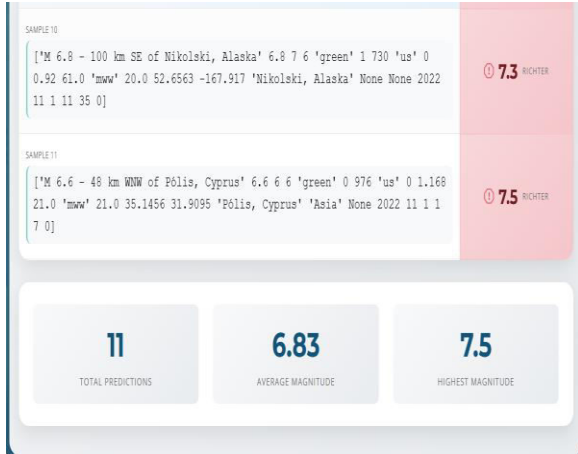 SAMPLE 10
['M 6.8 - 100 km SE of Nikolski, Alaska' 6.8 7 6 'green' 1 730 'us' 0
0.92 61.0 'mww' 20.0 52.6563 -167.917 'Nikolski, Alaska' None None 2022
11 1 11 35 0]
7.3 RICHTER
SAMPLE 11
['M 6.6 - 48 km WNW of Pólis, Cyprus' 6.6 6 6 'green' 0 976 'us' 0 1.168
21.0 'mww' 21.0 35.1456 31.9095 'Pólis, Cyprus' 'Asia' None 2022 11 1 1
7 0]
7.5 RICHTER
11
TOTAL PREDICTIONS
6.83
AVERAGE MAGNITUDE
7.5
HIGHEST MAGNITUDE